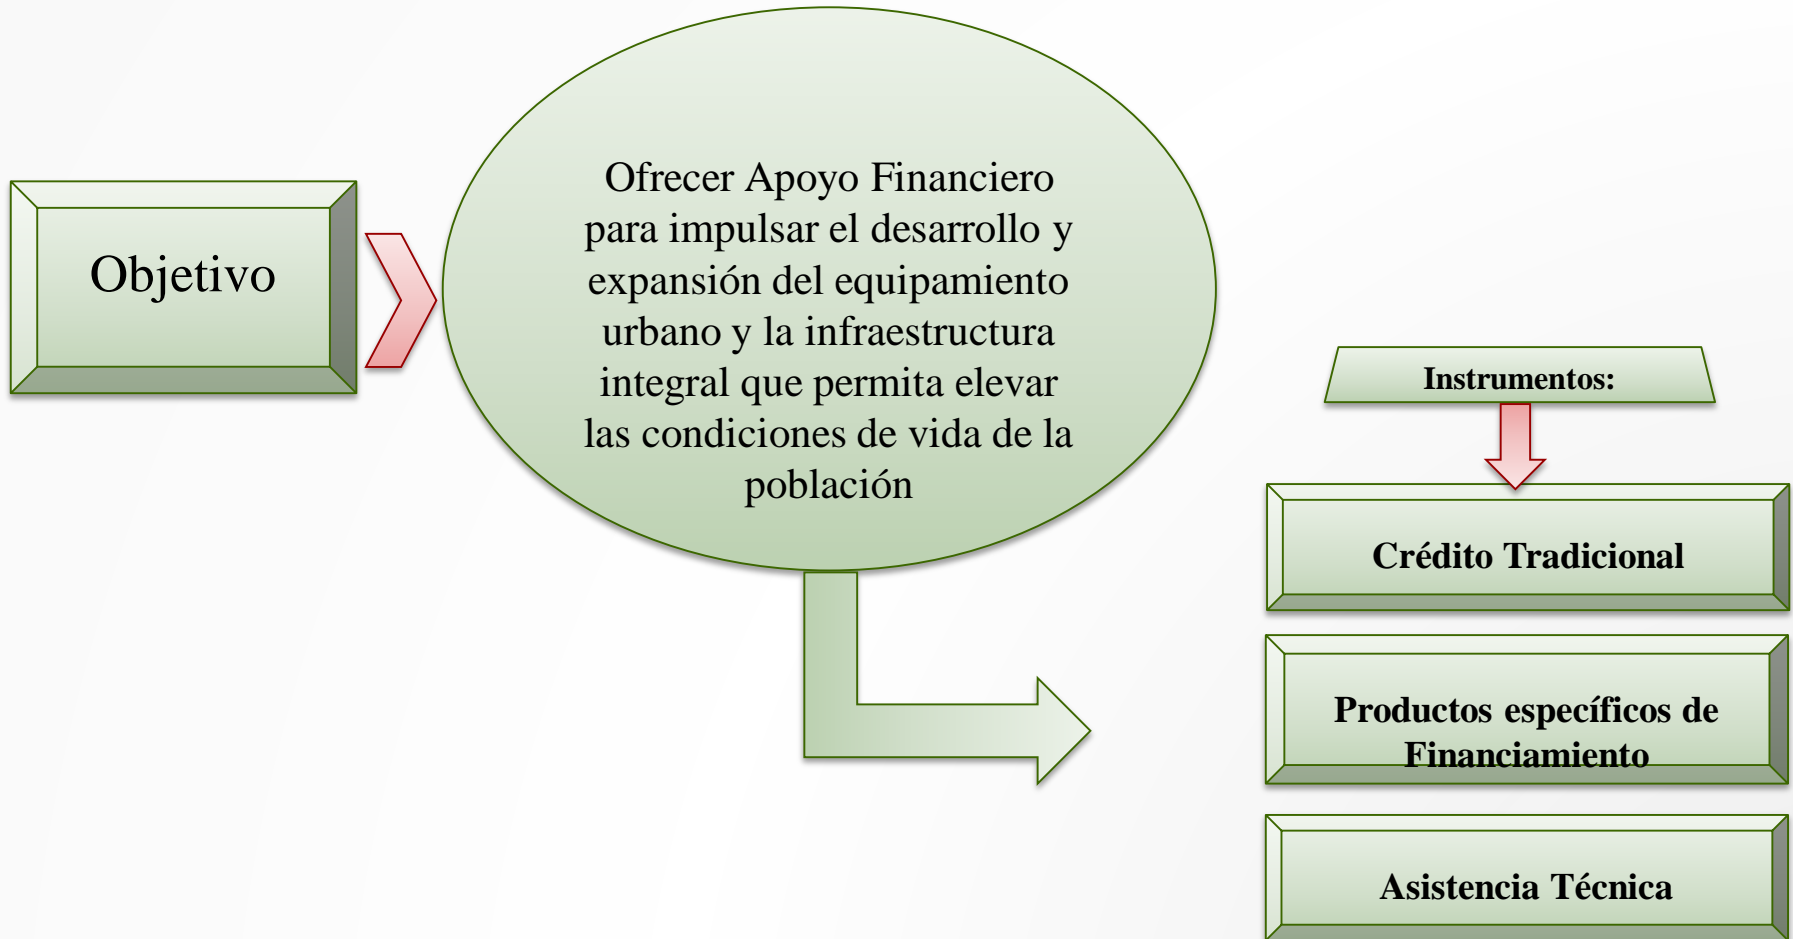 Objetivo
Ofrecer Apoyo Financiero
para impulsar el desarrollo y
expansión del equipamiento
urbano y la infraestructura
integral que permita elevar
las condiciones de vida de la
población
Instrumentos:
Crédito Tradicional
Productos específicos de
Financiamiento
Asistencia Técnica